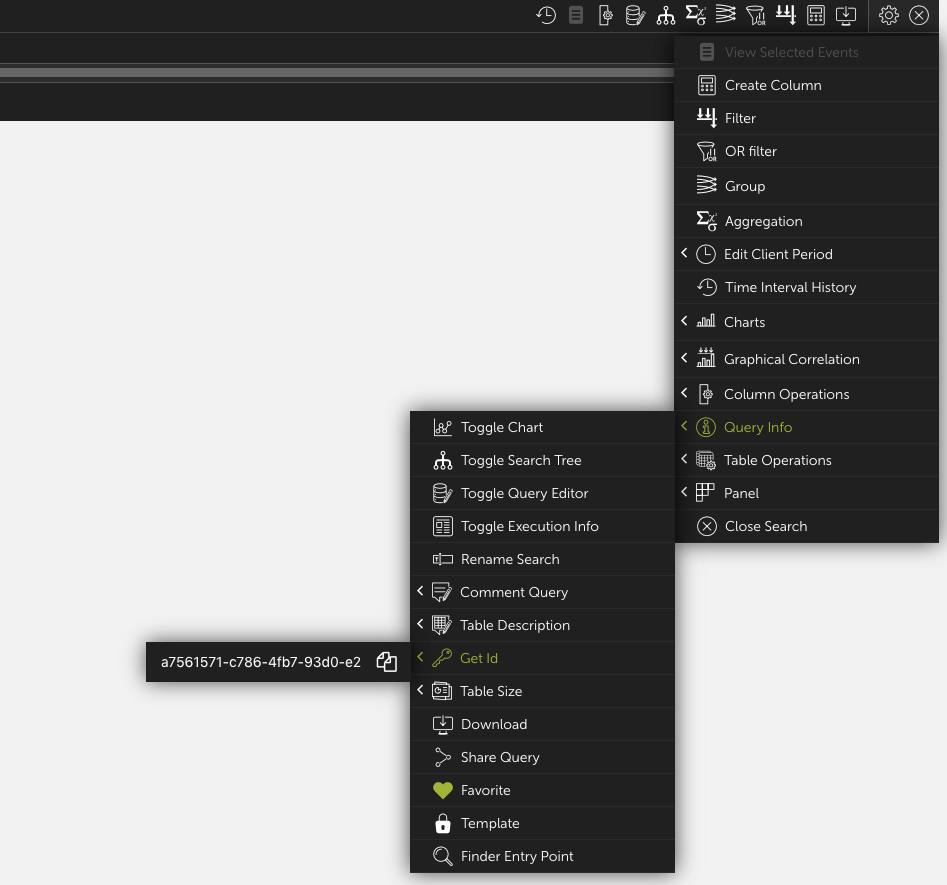 View Selected Events
Create Column
Filter
OR filter
Group
Aggregation
Edit Client Period
Time Interval History
Charts
Graphical Correlation
Column Operations
Query Info
Table Operations
Panel
Close Search
Toggle Chart
Toggle Search Tree
Toggle Query Editor
Toggle Execution Info
Rename Search
Comment Query
Table Description
Get Id
Table Size
Download
Share Query
Favorite
Template
Finder Entry Point
a7561571-c786-4fb7-93d0-e2